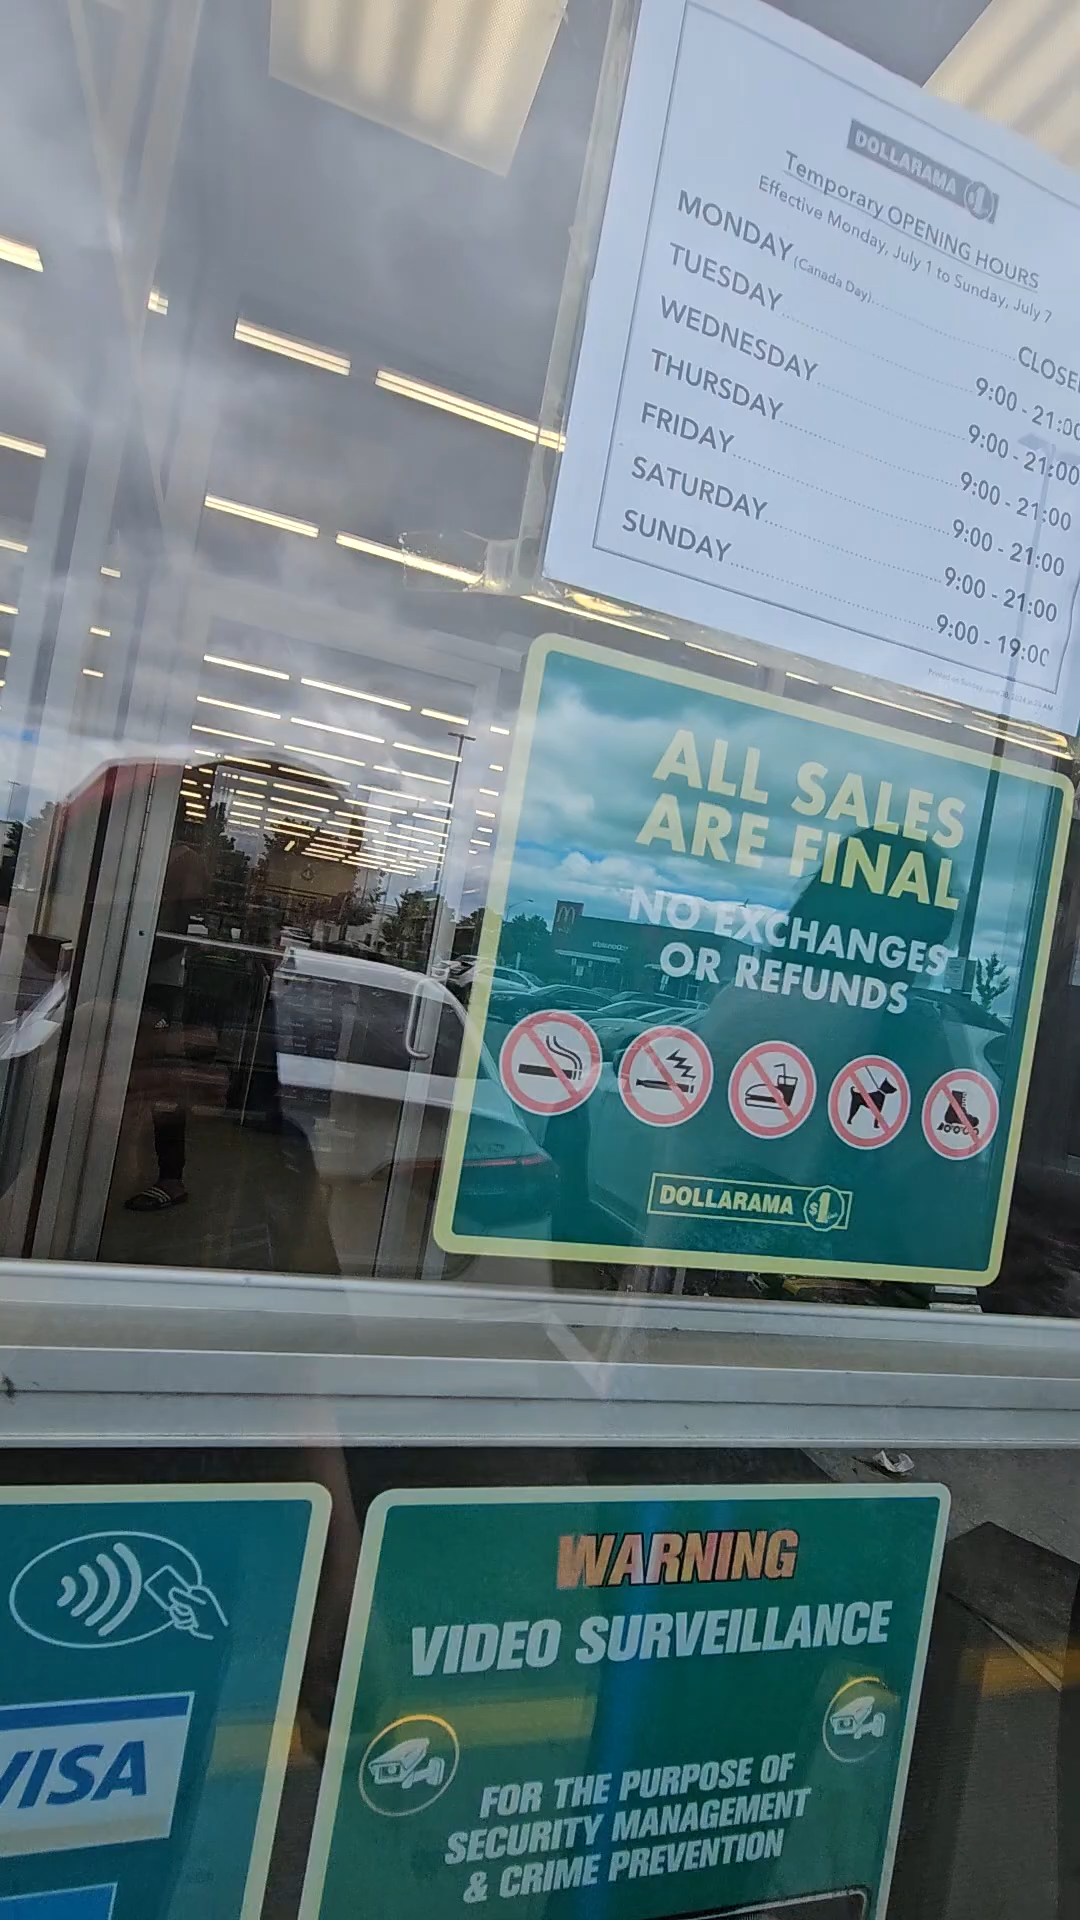 DOLLARAMA $1
Temporary OPENING HOURS
Effective Monday, July 1 to Sunday, July 7
MONDAY (Canada Day)........CLOSE
TUESDAY........9:00 - 21:00
WEDNESDAY........9:00 - 21:00
THURSDAY........9:00 - 21:00
FRIDAY........9:00 - 21:00
SATURDAY........9:00 - 21:00
SUNDAY........9:00 - 19:00
ALL SALES
ARE FINAL
NO EXCHANGES
OR REFUNDS
DOLLARAMA $1
VISA
WARNING
VIDEO SURVEILLANCE
FOR THE PURPOSE OF
SECURITY MANAGEMENT
& CRIME PREVENTION